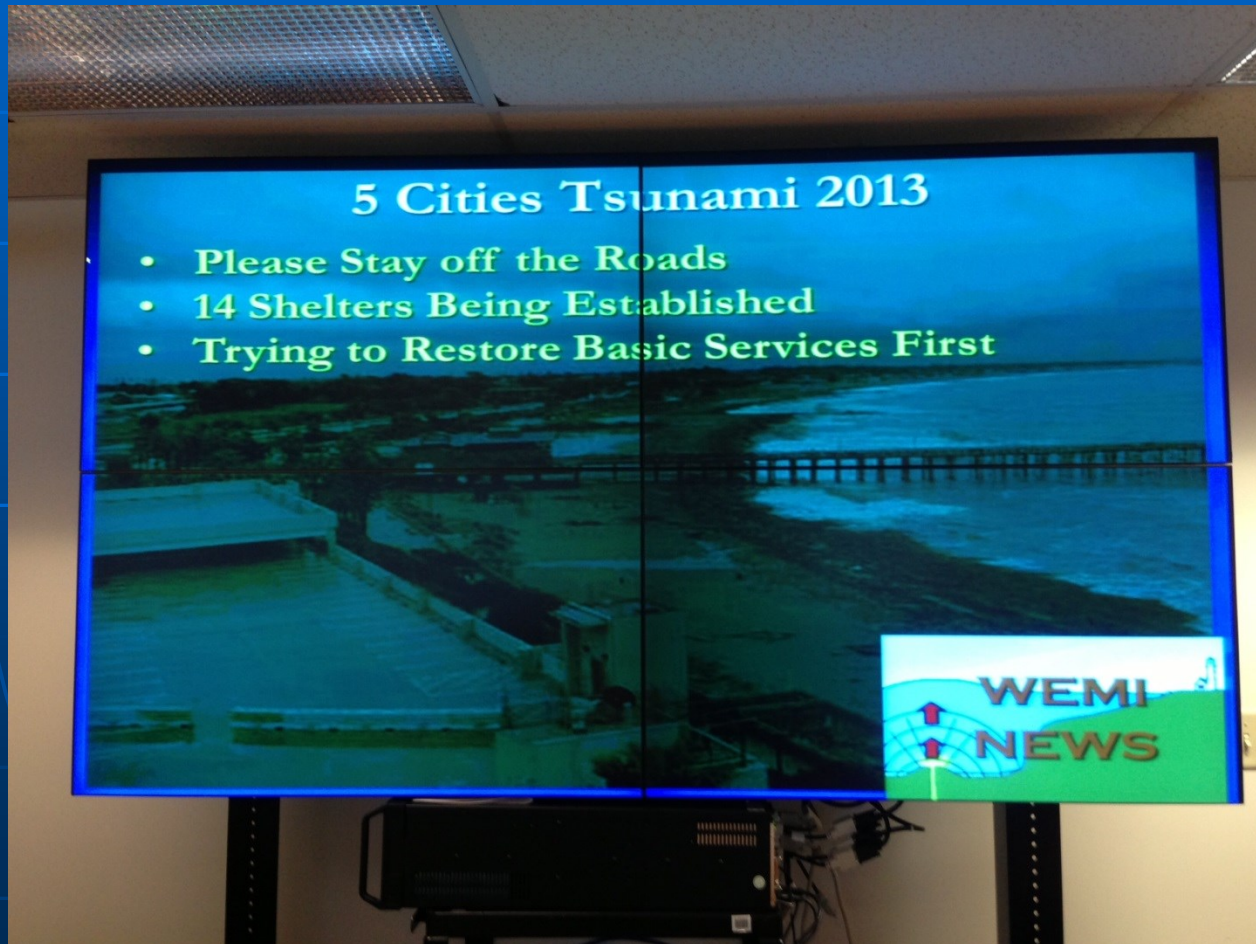 5 Cities Tsunami 2013
• Please Stay off the Roads
• 14 Shelters Being Established
• Trying to Restore Basic Services First
WEMI
NEWS